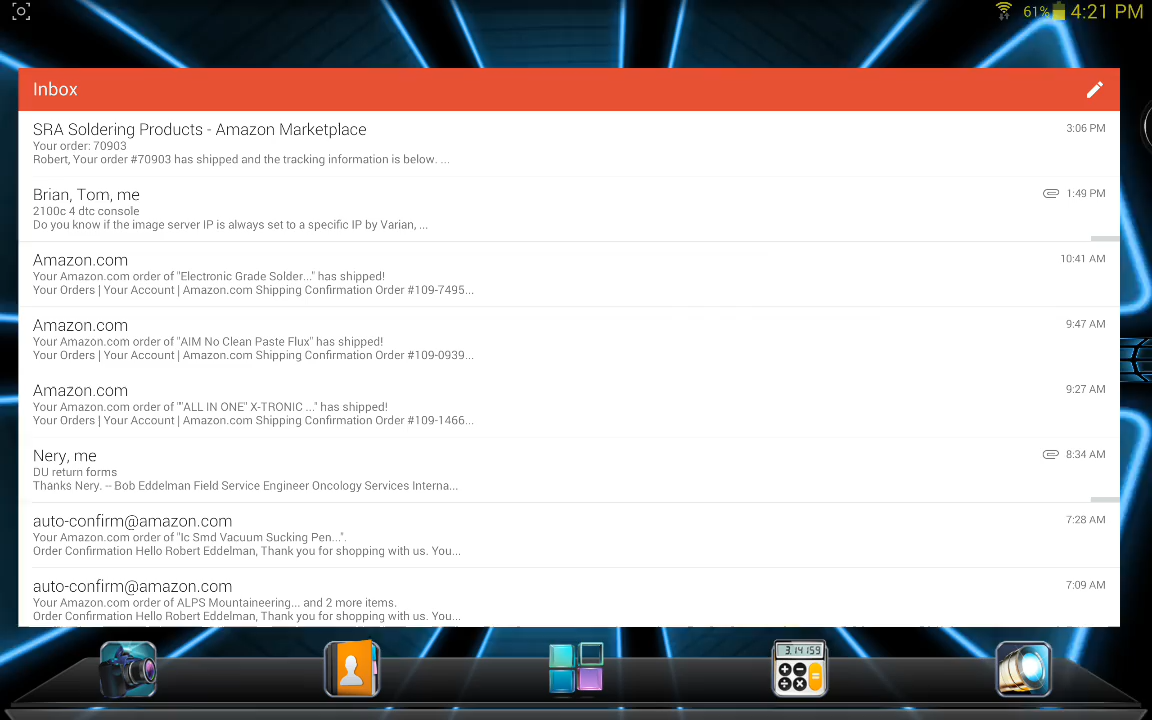 61% 4:21 PM
Inbox
SRA Soldering Products - Amazon Marketplace 3:06 PM
Your order: 70903
Robert, Your order #70903 has shipped and the tracking information is below. ...
Brian, Tom, me 1:49 PM
2100c 4 dtc console
Do you know if the image server IP is always set to a specific IP by Varian, ...
Amazon.com 10:41 AM
Your Amazon.com order of "Electronic Grade Solder..." has shipped!
Your Orders | Your Account | Amazon.com Shipping Confirmation Order #109-7495...
Amazon.com 9:47 AM
Your Amazon.com order of "AIM No Clean Paste Flux" has shipped!
Your Orders | Your Account | Amazon.com Shipping Confirmation Order #109-0939...
Amazon.com 9:27 AM
Your Amazon.com order of ""ALL IN ONE" X-TRONIC ..." has shipped!
Your Orders | Your Account | Amazon.com Shipping Confirmation Order #109-1466...
Nery, me 8:34 AM
DU return forms
Thanks Nery. -- Bob Eddelman Field Service Engineer Oncology Services Interna...
auto-confirm@amazon.com 7:28 AM
Your Amazon.com order of "Ic Smd Vacuum Sucking Pen...".
Order Confirmation Hello Robert Eddelman, Thank you for shopping with us. You...
auto-confirm@amazon.com 7:09 AM
Your Amazon.com order of ALPS Mountaineering... and 2 more items.
Order Confirmation Hello Robert Eddelman, Thank you for shopping with us. You...
3.14159